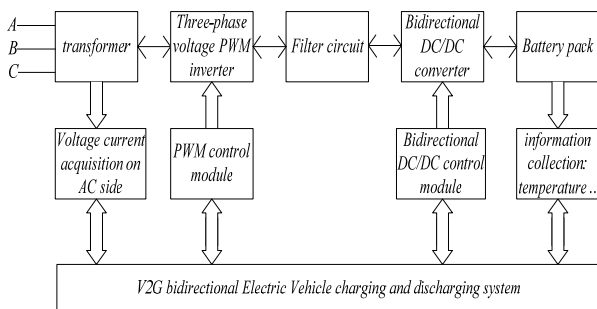 A
B
C
transformer
Three-phase
voltage PWM
inverter
Filter circuit
Bidirectional
DC/DC
converter
Battery pack
Voltage current
acquisition on
AC side
PWM control
module
Bidirectional
DC/DC control
module
information
collection:
temperature ..
V2G bidirectional Electric Vehicle charging and discharging system